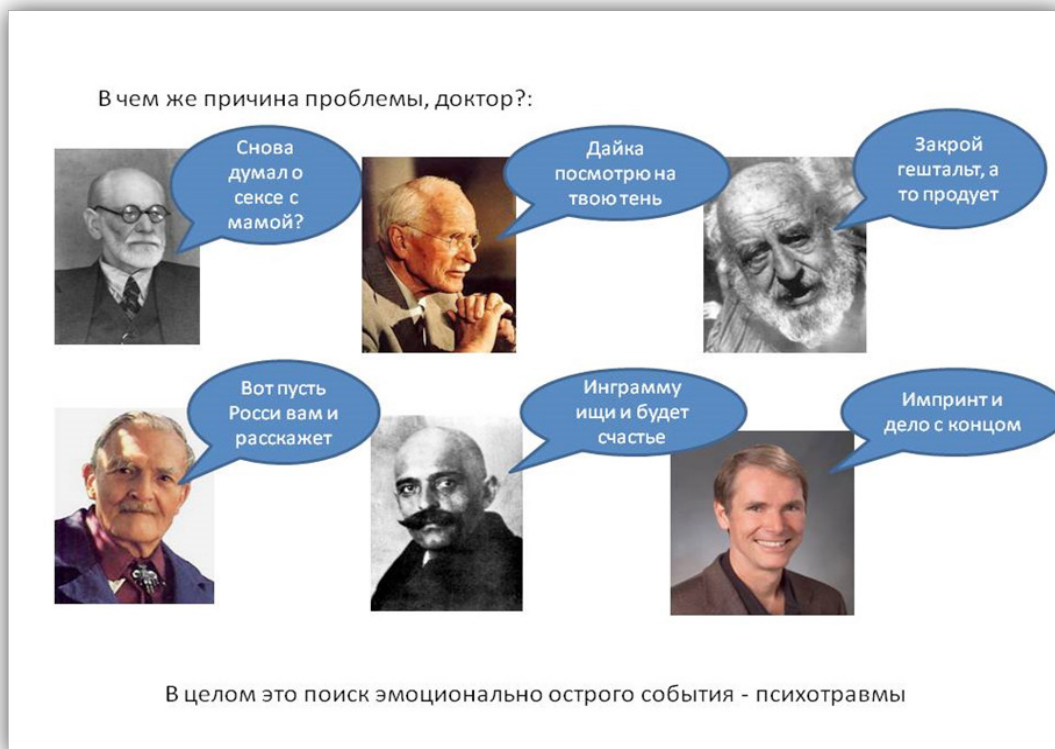 В чем же причина проблемы, доктор?:
Снова
думал о
сексе с
мамой?
Дайка
посмотрю на
твою тень
Закрой
гештальт, а
то продует
Вот пусть
Росси вам и
расскажет
Инграмму
ищи и будет
счастье
Импринт и
дело с концом
В целом это поиск эмоционально острого события - психотравмы